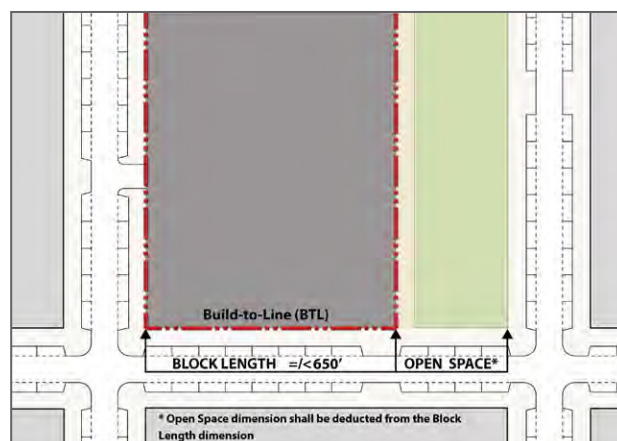 Build-to-Line (BTL)
BLOCK LENGTH =/<650' OPEN SPACE*
* Open Space dimension shall be deducted from the Block
Length dimension